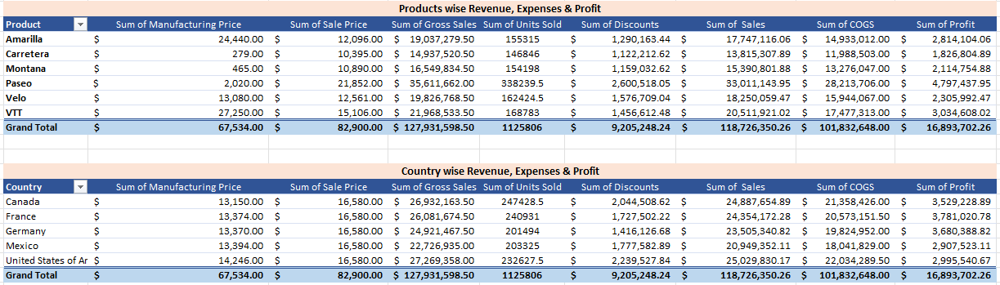 Products wise Revenue, Expenses & Profit
Product Sum of Manufacturing Price Sum of Sale Price Sum of Gross Sales Sum of Units Sold Sum of Discounts Sum of  Sales Sum of COGS Sum of Profit
Amarilla $ 24,440.00 $ 12,096.00 $ 19,037,279.50 155315 $ 1,290,163.44 $ 17,747,116.06 $ 14,933,012.00 $ 2,814,104.06
Carretera $ 279.00 $ 10,395.00 $ 14,937,520.50 146846 $ 1,122,212.62 $ 13,815,307.89 $ 11,988,503.00 $ 1,826,804.89
Montana $ 465.00 $ 10,890.00 $ 16,549,834.50 154198 $ 1,159,032.62 $ 15,390,801.88 $ 13,276,047.00 $ 2,114,754.88
Paseo $ 2,020.00 $ 21,852.00 $ 35,611,662.00 338239.5 $ 2,600,518.05 $ 33,011,143.95 $ 28,213,706.00 $ 4,797,437.95
Velo $ 13,080.00 $ 12,561.00 $ 19,826,768.50 162424.5 $ 1,576,709.04 $ 18,250,059.47 $ 15,944,067.00 $ 2,305,992.47
VTT $ 27,250.00 $ 15,106.00 $ 21,968,533.50 168783 $ 1,456,612.48 $ 20,511,921.02 $ 17,477,313.00 $ 3,034,608.02
Grand Total $ 67,534.00 $ 82,900.00 $ 127,931,598.50 1125806 $ 9,205,248.24 $ 118,726,350.26 $ 101,832,648.00 $ 16,893,702.26
Country wise Revenue, Expenses & Profit
Country Sum of Manufacturing Price Sum of Sale Price Sum of Gross Sales Sum of Units Sold Sum of Discounts Sum of  Sales Sum of COGS Sum of Profit
Canada $ 13,150.00 $ 16,580.00 $ 26,932,163.50 247428.5 $ 2,044,508.62 $ 24,887,654.89 $ 21,358,426.00 $ 3,529,228.89
France $ 13,374.00 $ 16,580.00 $ 26,081,674.50 240931 $ 1,727,502.22 $ 24,354,172.28 $ 20,573,151.50 $ 3,781,020.78
Germany $ 13,370.00 $ 16,580.00 $ 24,921,467.50 201494 $ 1,416,126.68 $ 23,505,340.82 $ 19,824,952.00 $ 3,680,388.82
Mexico $ 13,394.00 $ 16,580.00 $ 22,726,935.00 203325 $ 1,777,582.89 $ 20,949,352.11 $ 18,041,829.00 $ 2,907,523.11
United States of $ 14,246.00 $ 16,580.00 $ 27,269,358.00 232627.5 $ 2,239,527.84 $ 25,029,830.17 $ 22,034,289.50 $ 2,995,540.67
Grand Total $ 67,534.00 $ 82,900.00 $ 127,931,598.50 1125806 $ 9,205,248.24 $ 118,726,350.26 $ 101,832,648.00 $ 16,893,702.26